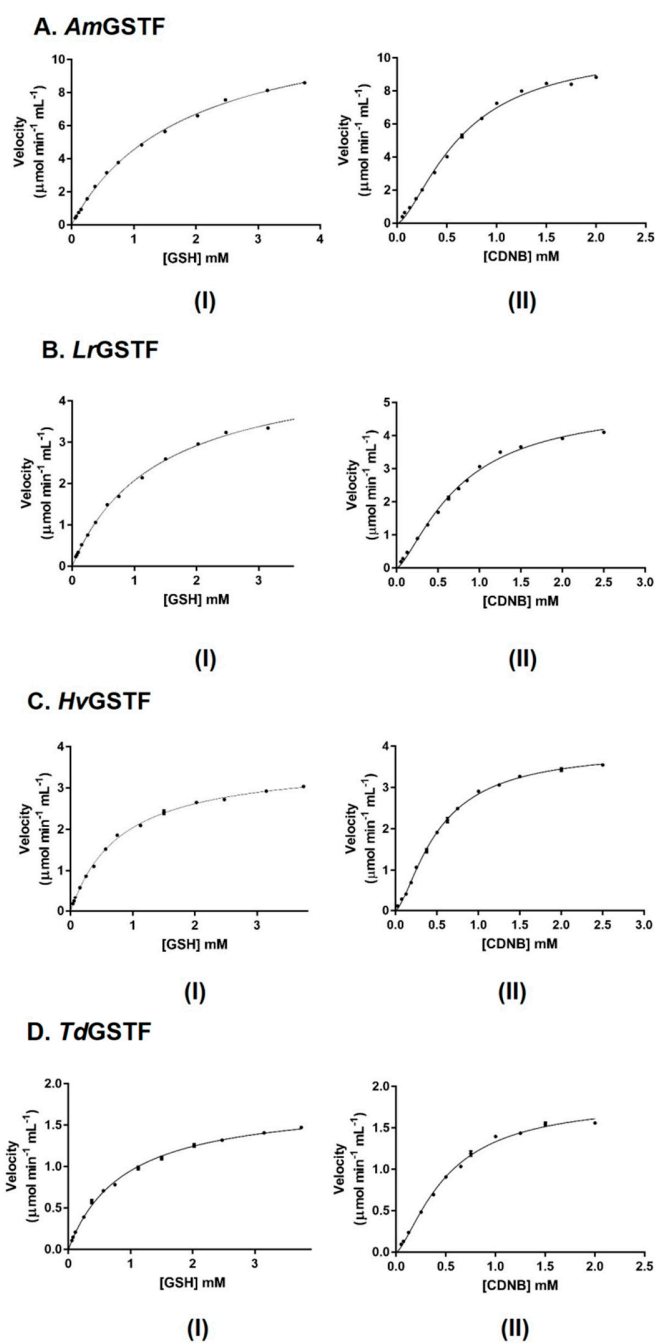 A. AmGSTF
Velocity
(μmol min⁻¹ mL⁻¹)
10
8
6
4
2
0
0 1 2 3 4
[GSH] mM
(I)
Velocity
(μmol min⁻¹ mL⁻¹)
10
8
6
4
2
0
0.0 0.5 1.0 1.5 2.0 2.5
[CDNB] mM
(II)
B. LrGSTF
Velocity
(μmol min⁻¹ mL⁻¹)
4
3
2
1
0
0 1 2 3
[GSH] mM
(I)
Velocity
(μmol min⁻¹ mL⁻¹)
5
4
3
2
1
0
0.0 0.5 1.0 1.5 2.0 2.5 3.0
[CDNB] mM
(II)
C. HvGSTF
Velocity
(μmol min⁻¹ mL⁻¹)
4
3
2
1
0
0 1 2 3
[GSH] mM
(I)
Velocity
(μmol min⁻¹ mL⁻¹)
4
3
2
1
0
0.0 0.5 1.0 1.5 2.0 2.5 3.0
[CDNB] mM
(II)
D. TdGSTF
Velocity
(μmol min⁻¹ mL⁻¹)
2.0
1.5
1.0
0.5
0.0
0 1 2 3
[GSH] mM
(I)
Velocity
(μmol min⁻¹ mL⁻¹)
2.0
1.5
1.0
0.5
0.0
0.0 0.5 1.0 1.5 2.0 2.5
[CDNB] mM
(II)